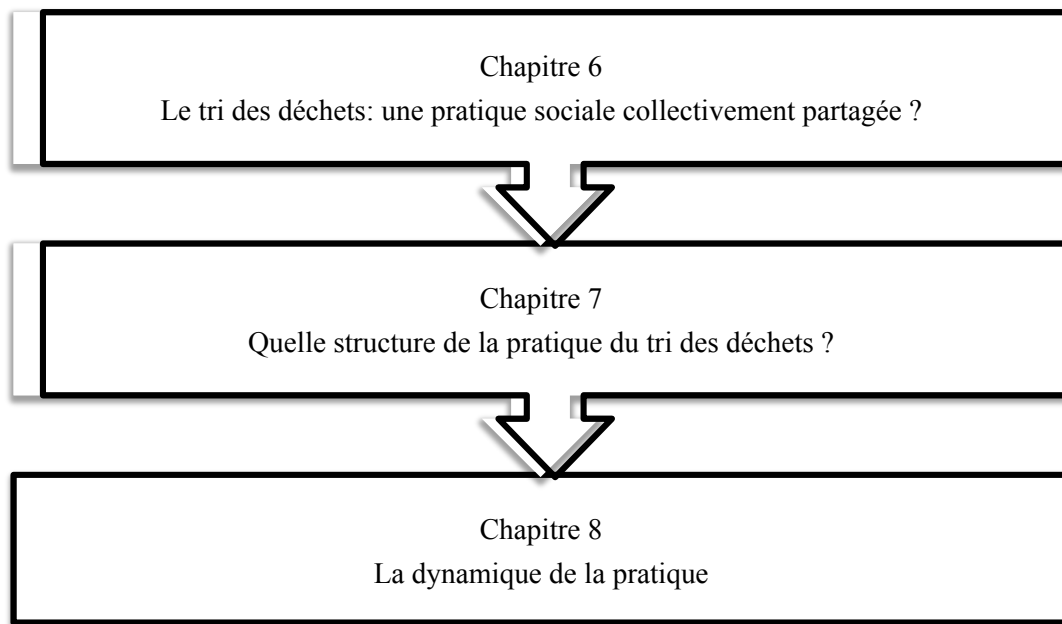 Chapitre 6
Le tri des déchets: une pratique sociale collectivement partagée ?
Chapitre 7
Quelle structure de la pratique du tri des déchets ?
Chapitre 8
La dynamique de la pratique